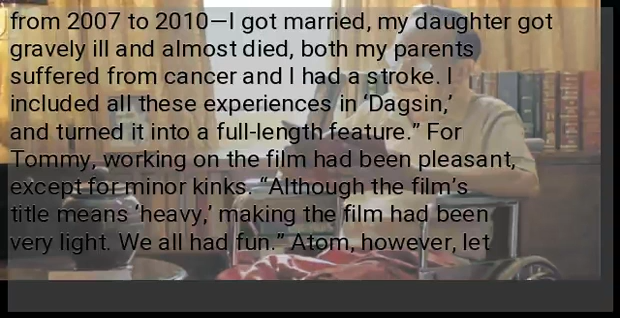 from 2007 to 2010—I got married, my daughter got
gravely ill and almost died, both my parents
suffered from cancer and I had a stroke. I
included all these experiences in ‘Dagsin,’
and turned it into a full-length feature.” For
Tommy, working on the film had been pleasant,
except for minor kinks. “Although the film’s
title means ‘heavy,’ making the film had been
very light. We all had fun.” Atom, however, let